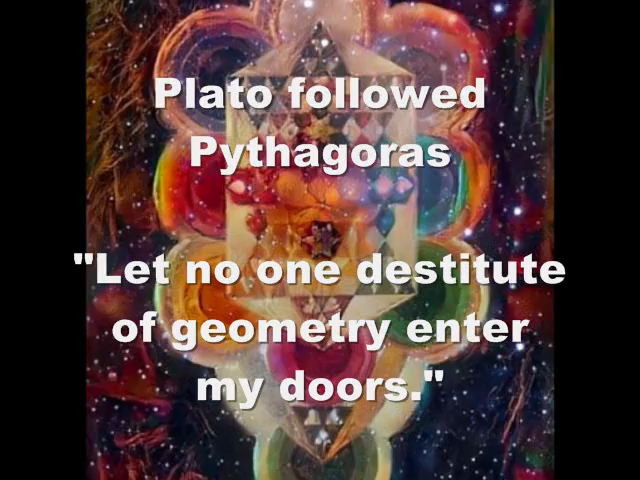 Plato followed
Pythagoras
"Let no one destitute
of geometry enter
my doors."